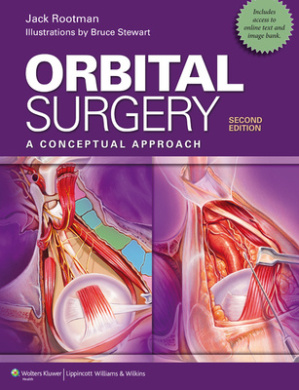 Jack Rootman
Illustrations by Bruce Stewart
Includes
access to
online text and
image bank.
ORBITAL
SURGERY
SECOND
EDITION
A CONCEPTUAL APPROACH
Wolters Kluwer | Lippincott Williams & Wilkins
Health